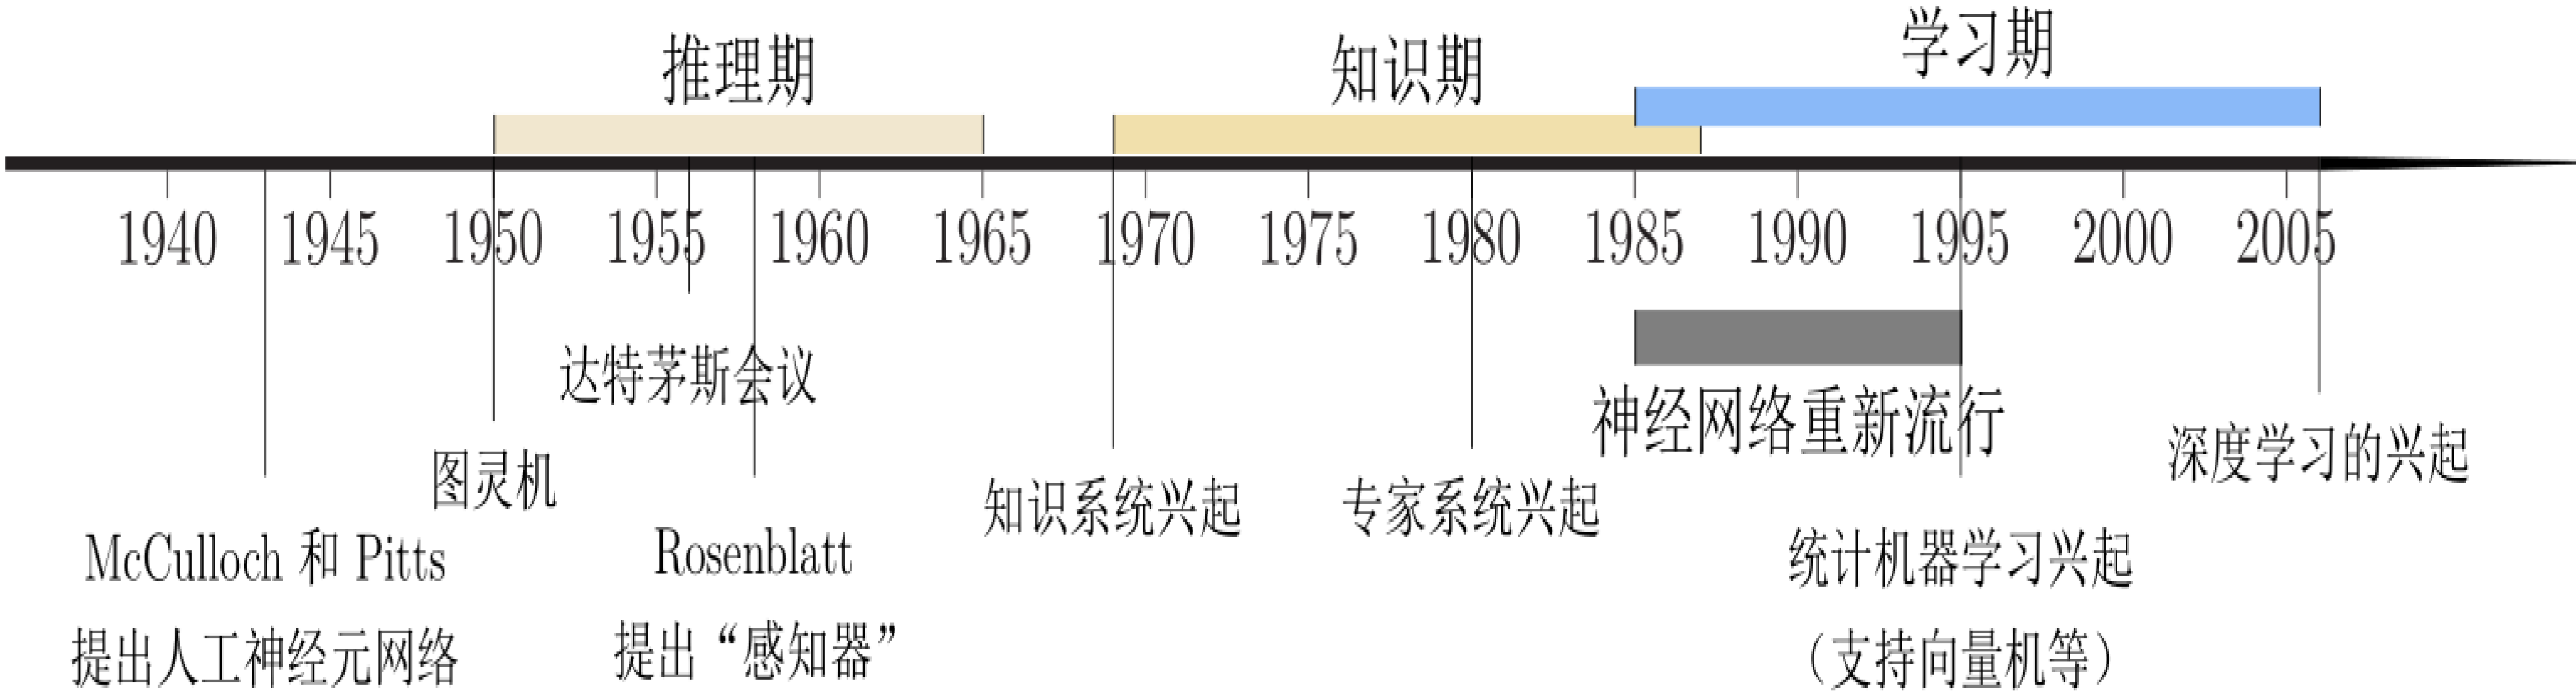 推理期
知识期
学习期
1940 1945 1950 1955 1960 1965 1970 1975 1980 1985 1990 1995 2000 2005
达特茅斯会议
神经网络重新流行
深度学习的兴起
图灵机
知识系统兴起
专家系统兴起
McCulloch 和 Pitts
提出人工神经元网络
Rosenblatt
提出“感知器”
统计机器学习兴起
（支持向量机等）